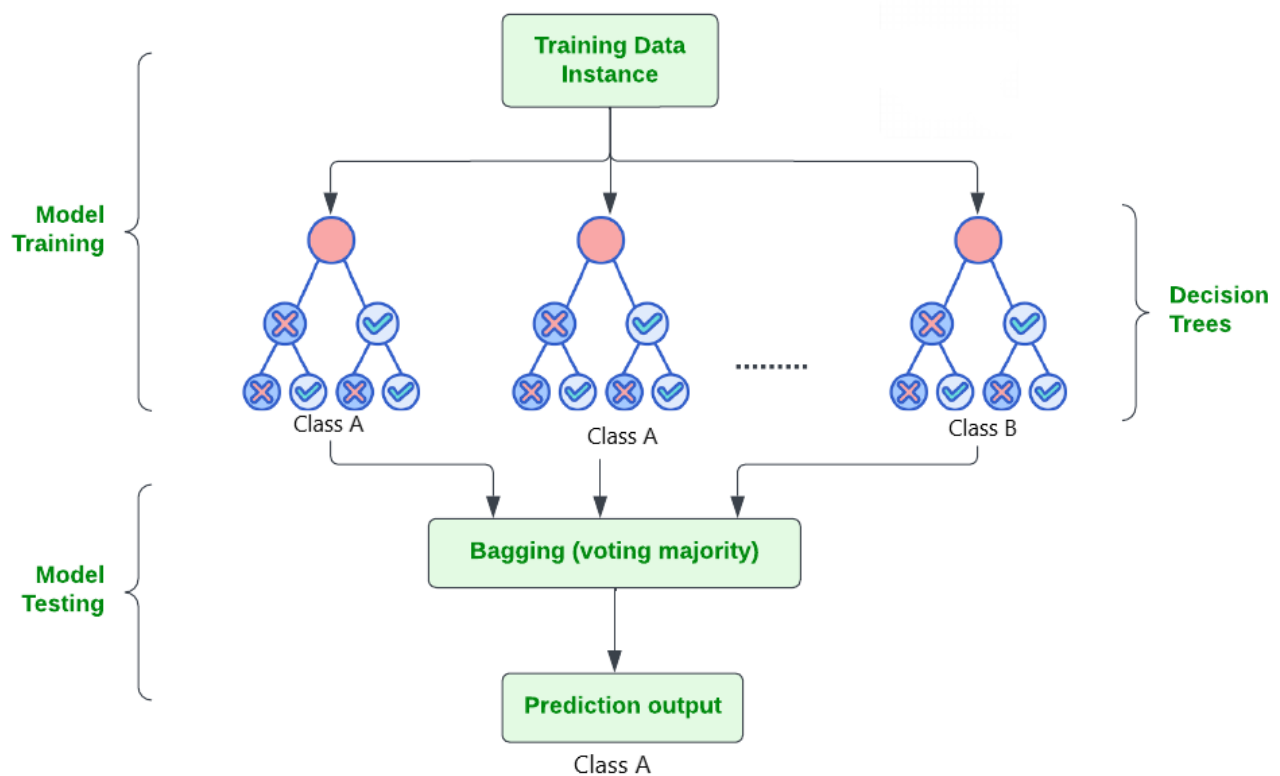 Training Data
Instance
Model
Training
Decision
Trees
Class A
Class A
Class B
Bagging (voting majority)
Model
Testing
Prediction output
Class A